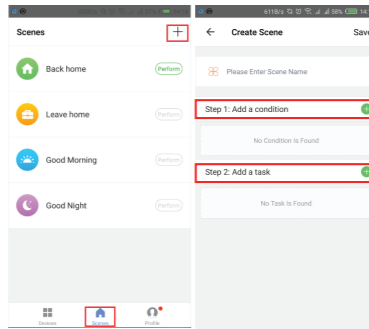 Scenes
Back home
Perform
Leave home
Perform
Good Morning
Perform
Good Night
Perform
Devices
Scenes
Profile
58% 14:
Create Scene
Save
Please Enter Scene Name
Step 1: Add a condition
No Condition Is Found
Step 2: Add a task
No Task Is Found